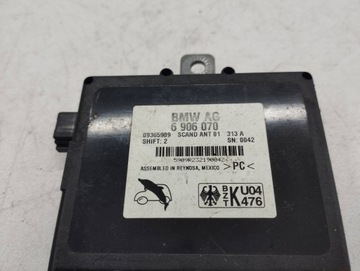 BMW AG
6 906 070
09365909 SCAND ANT 01 313 A
SHIFT: 2 SN: 0042
ASSEMBLED IN REYNOSA, MEXICO >PC<
BZT K U04 476